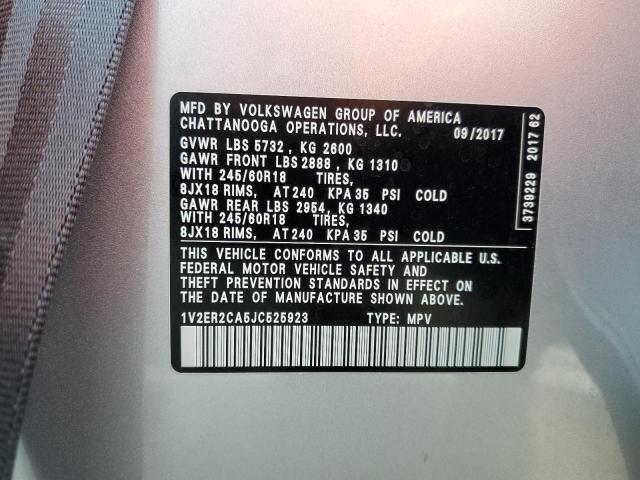 MFD BY VOLKSWAGEN GROUP OF AMERICA
CHATTANOOGA OPERATIONS, LLC. 09/2017
GVWR LBS 5732 , KG 2600
GAWR FRONT LBS 2888 , KG 1310
WITH 245/60R18 TIRES,
8JX18 RIMS, AT 240 KPA 35 PSI COLD
GAWR REAR LBS 2954, KG 1340
WITH 245/60R18 TIRES,
8JX18 RIMS, AT 240 KPA 35 PSI COLD
THIS VEHICLE CONFORMS TO ALL APPLICABLE U.S.
FEDERAL MOTOR VEHICLE SAFETY AND
THEFT PREVENTION STANDARDS IN EFFECT ON
THE DATE OF MANUFACTURE SHOWN ABOVE.
1V2ER2CA5JC525923 TYPE: MPV
3739229 2017 62